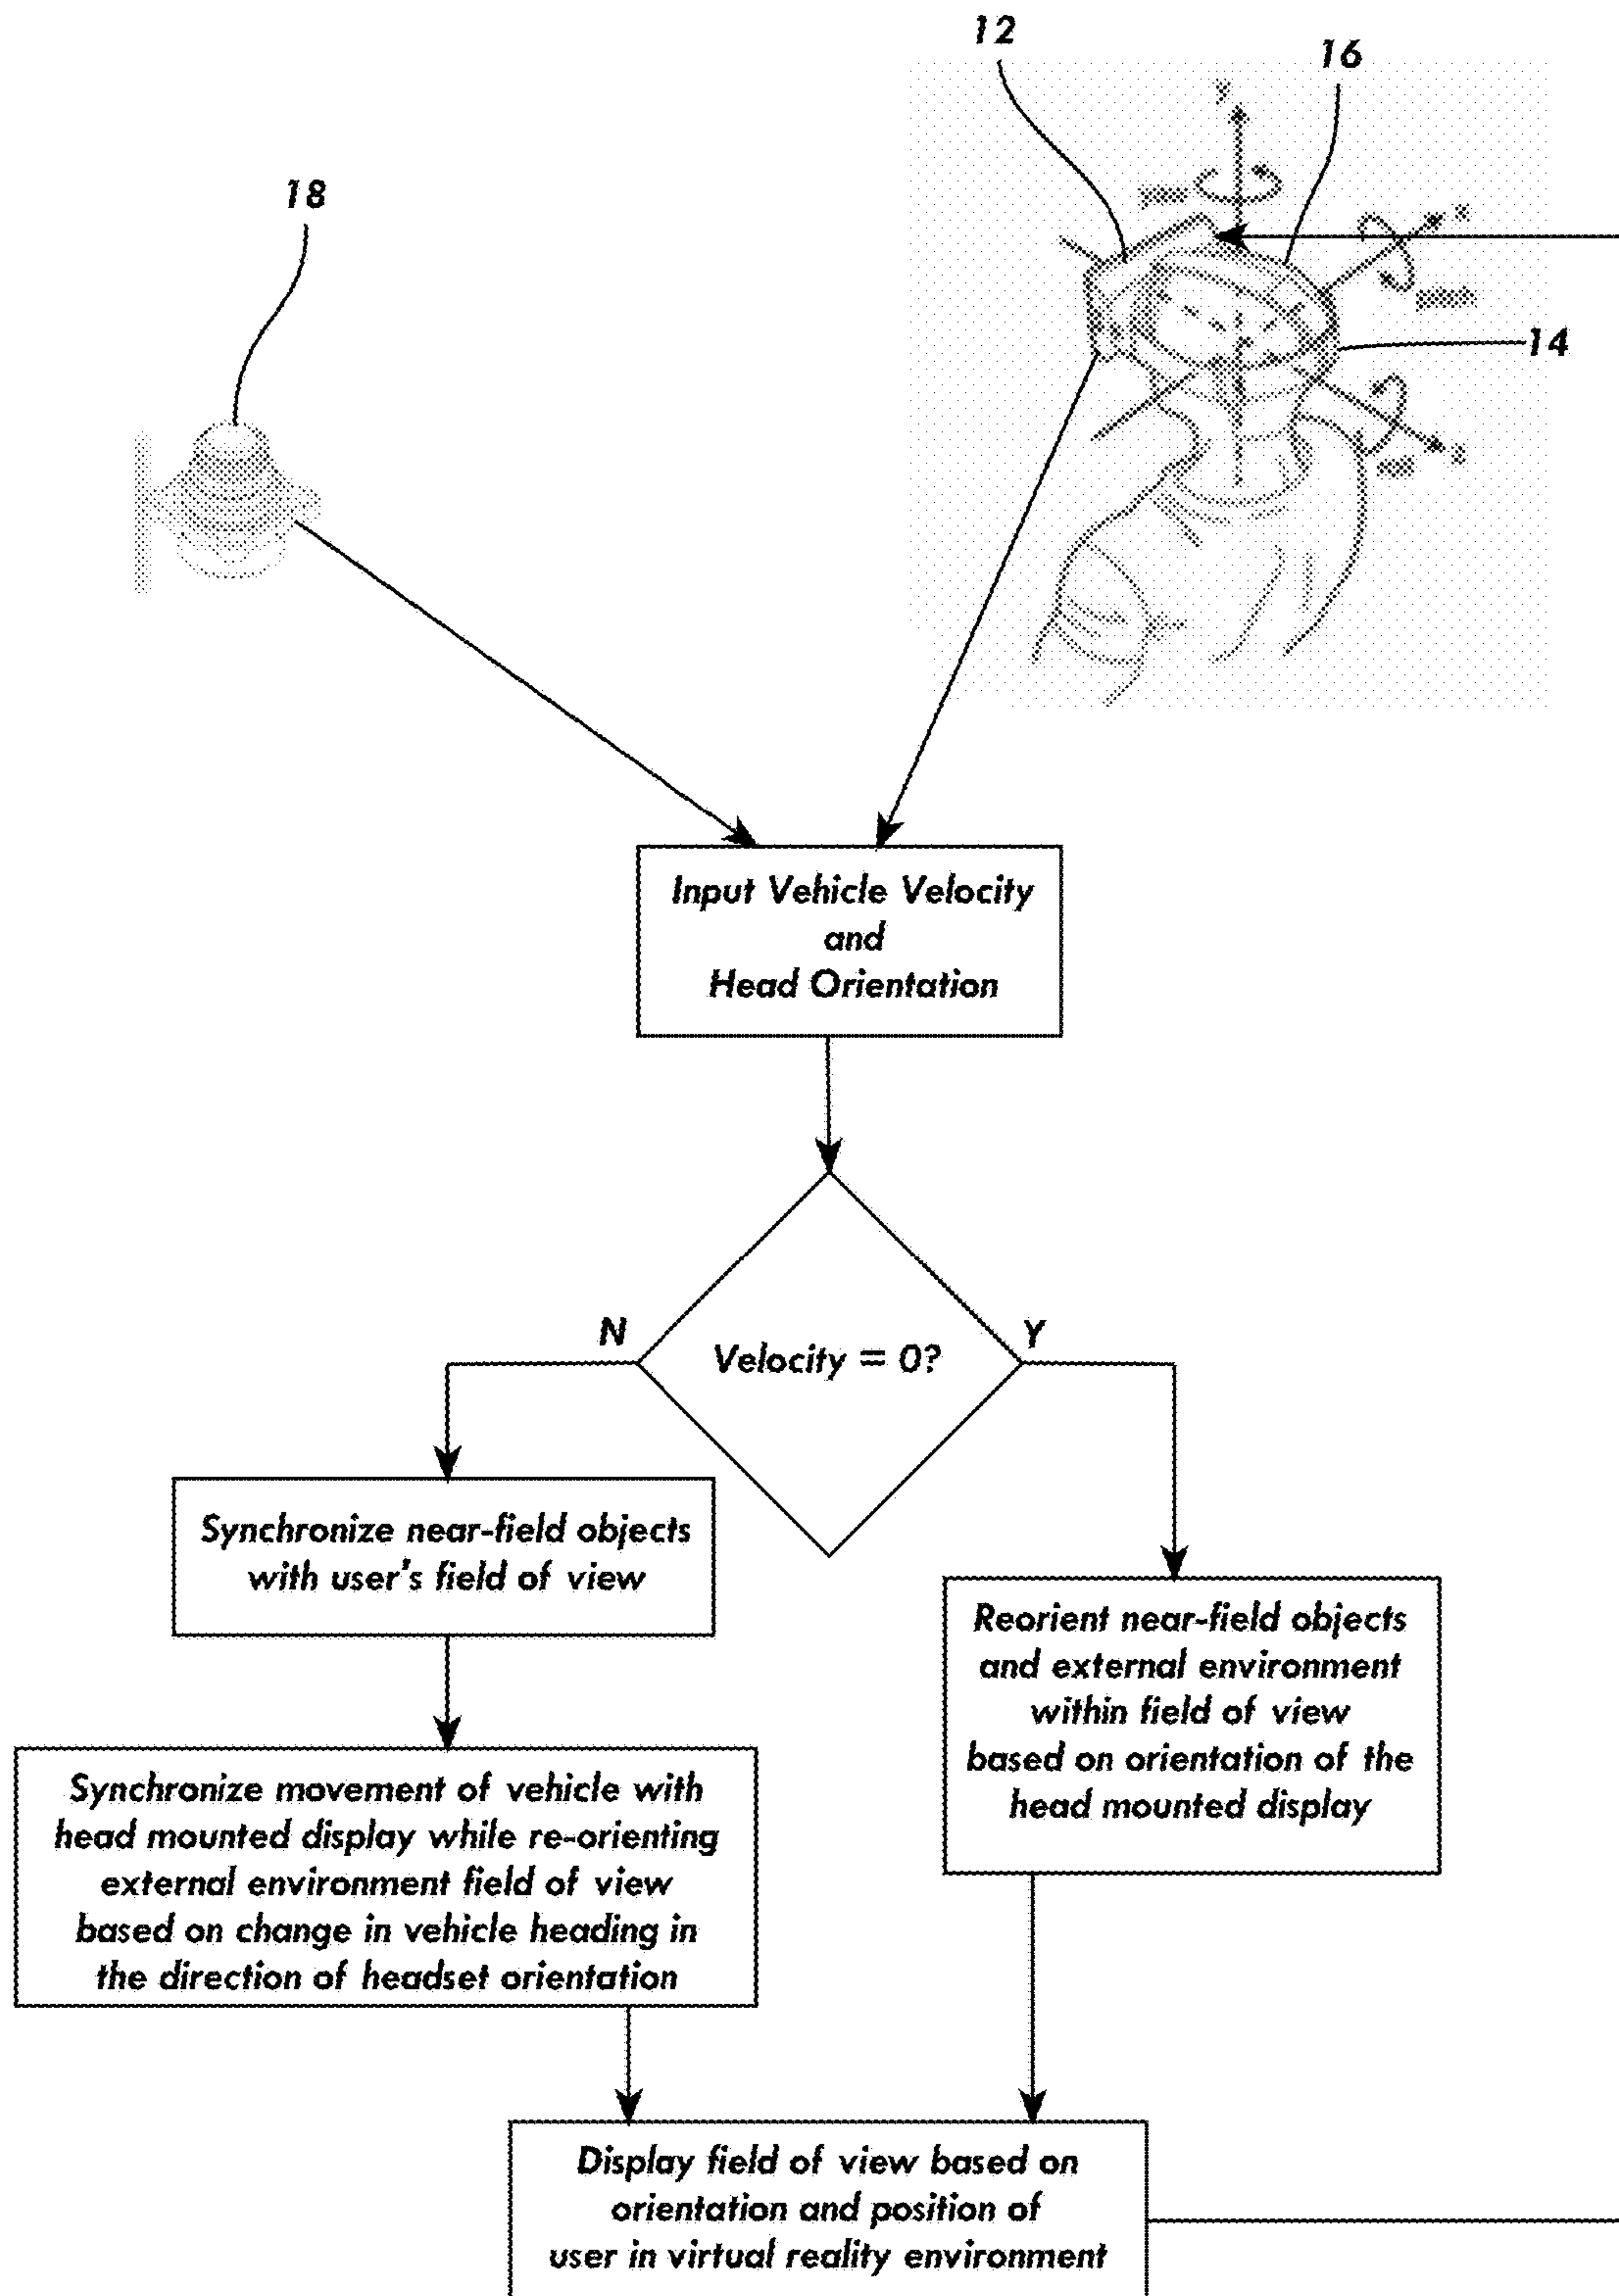 12
16
18
y
14
Input Vehicle Velocity
and
Head Orientation
N
Y
Velocity = 0?
Synchronize near-field objects
with user's field of view
Reorient near-field objects
and external environment
within field of view
based on orientation of the
head mounted display
Synchronize movement of vehicle with
head mounted display while re-orienting
external environment field of view
based on change in vehicle heading in
the direction of headset orientation
Display field of view based on
orientation and position of
user in virtual reality environment